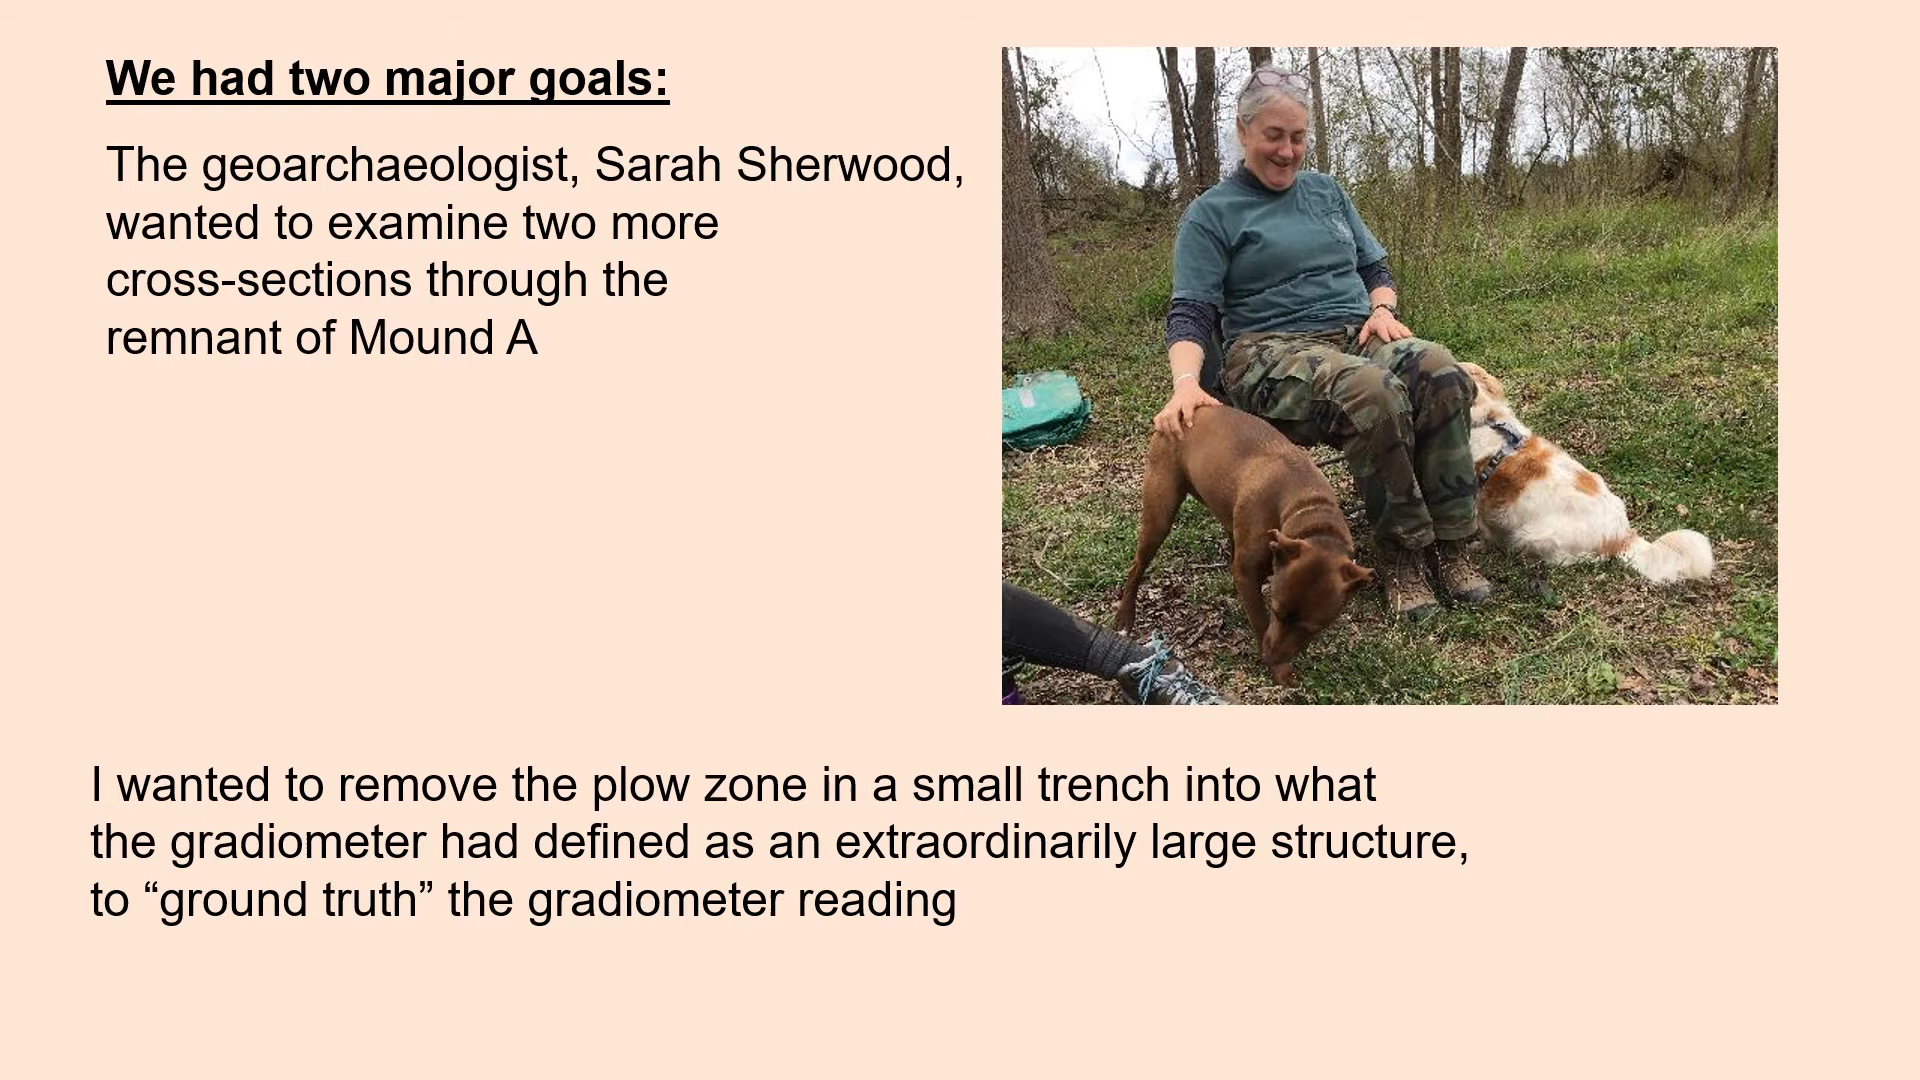 We had two major goals:
The geoarchaeologist, Sarah Sherwood,
wanted to examine two more
cross-sections through the
remnant of Mound A
I wanted to remove the plow zone in a small trench into what
the gradiometer had defined as an extraordinarily large structure,
to “ground truth” the gradiometer reading